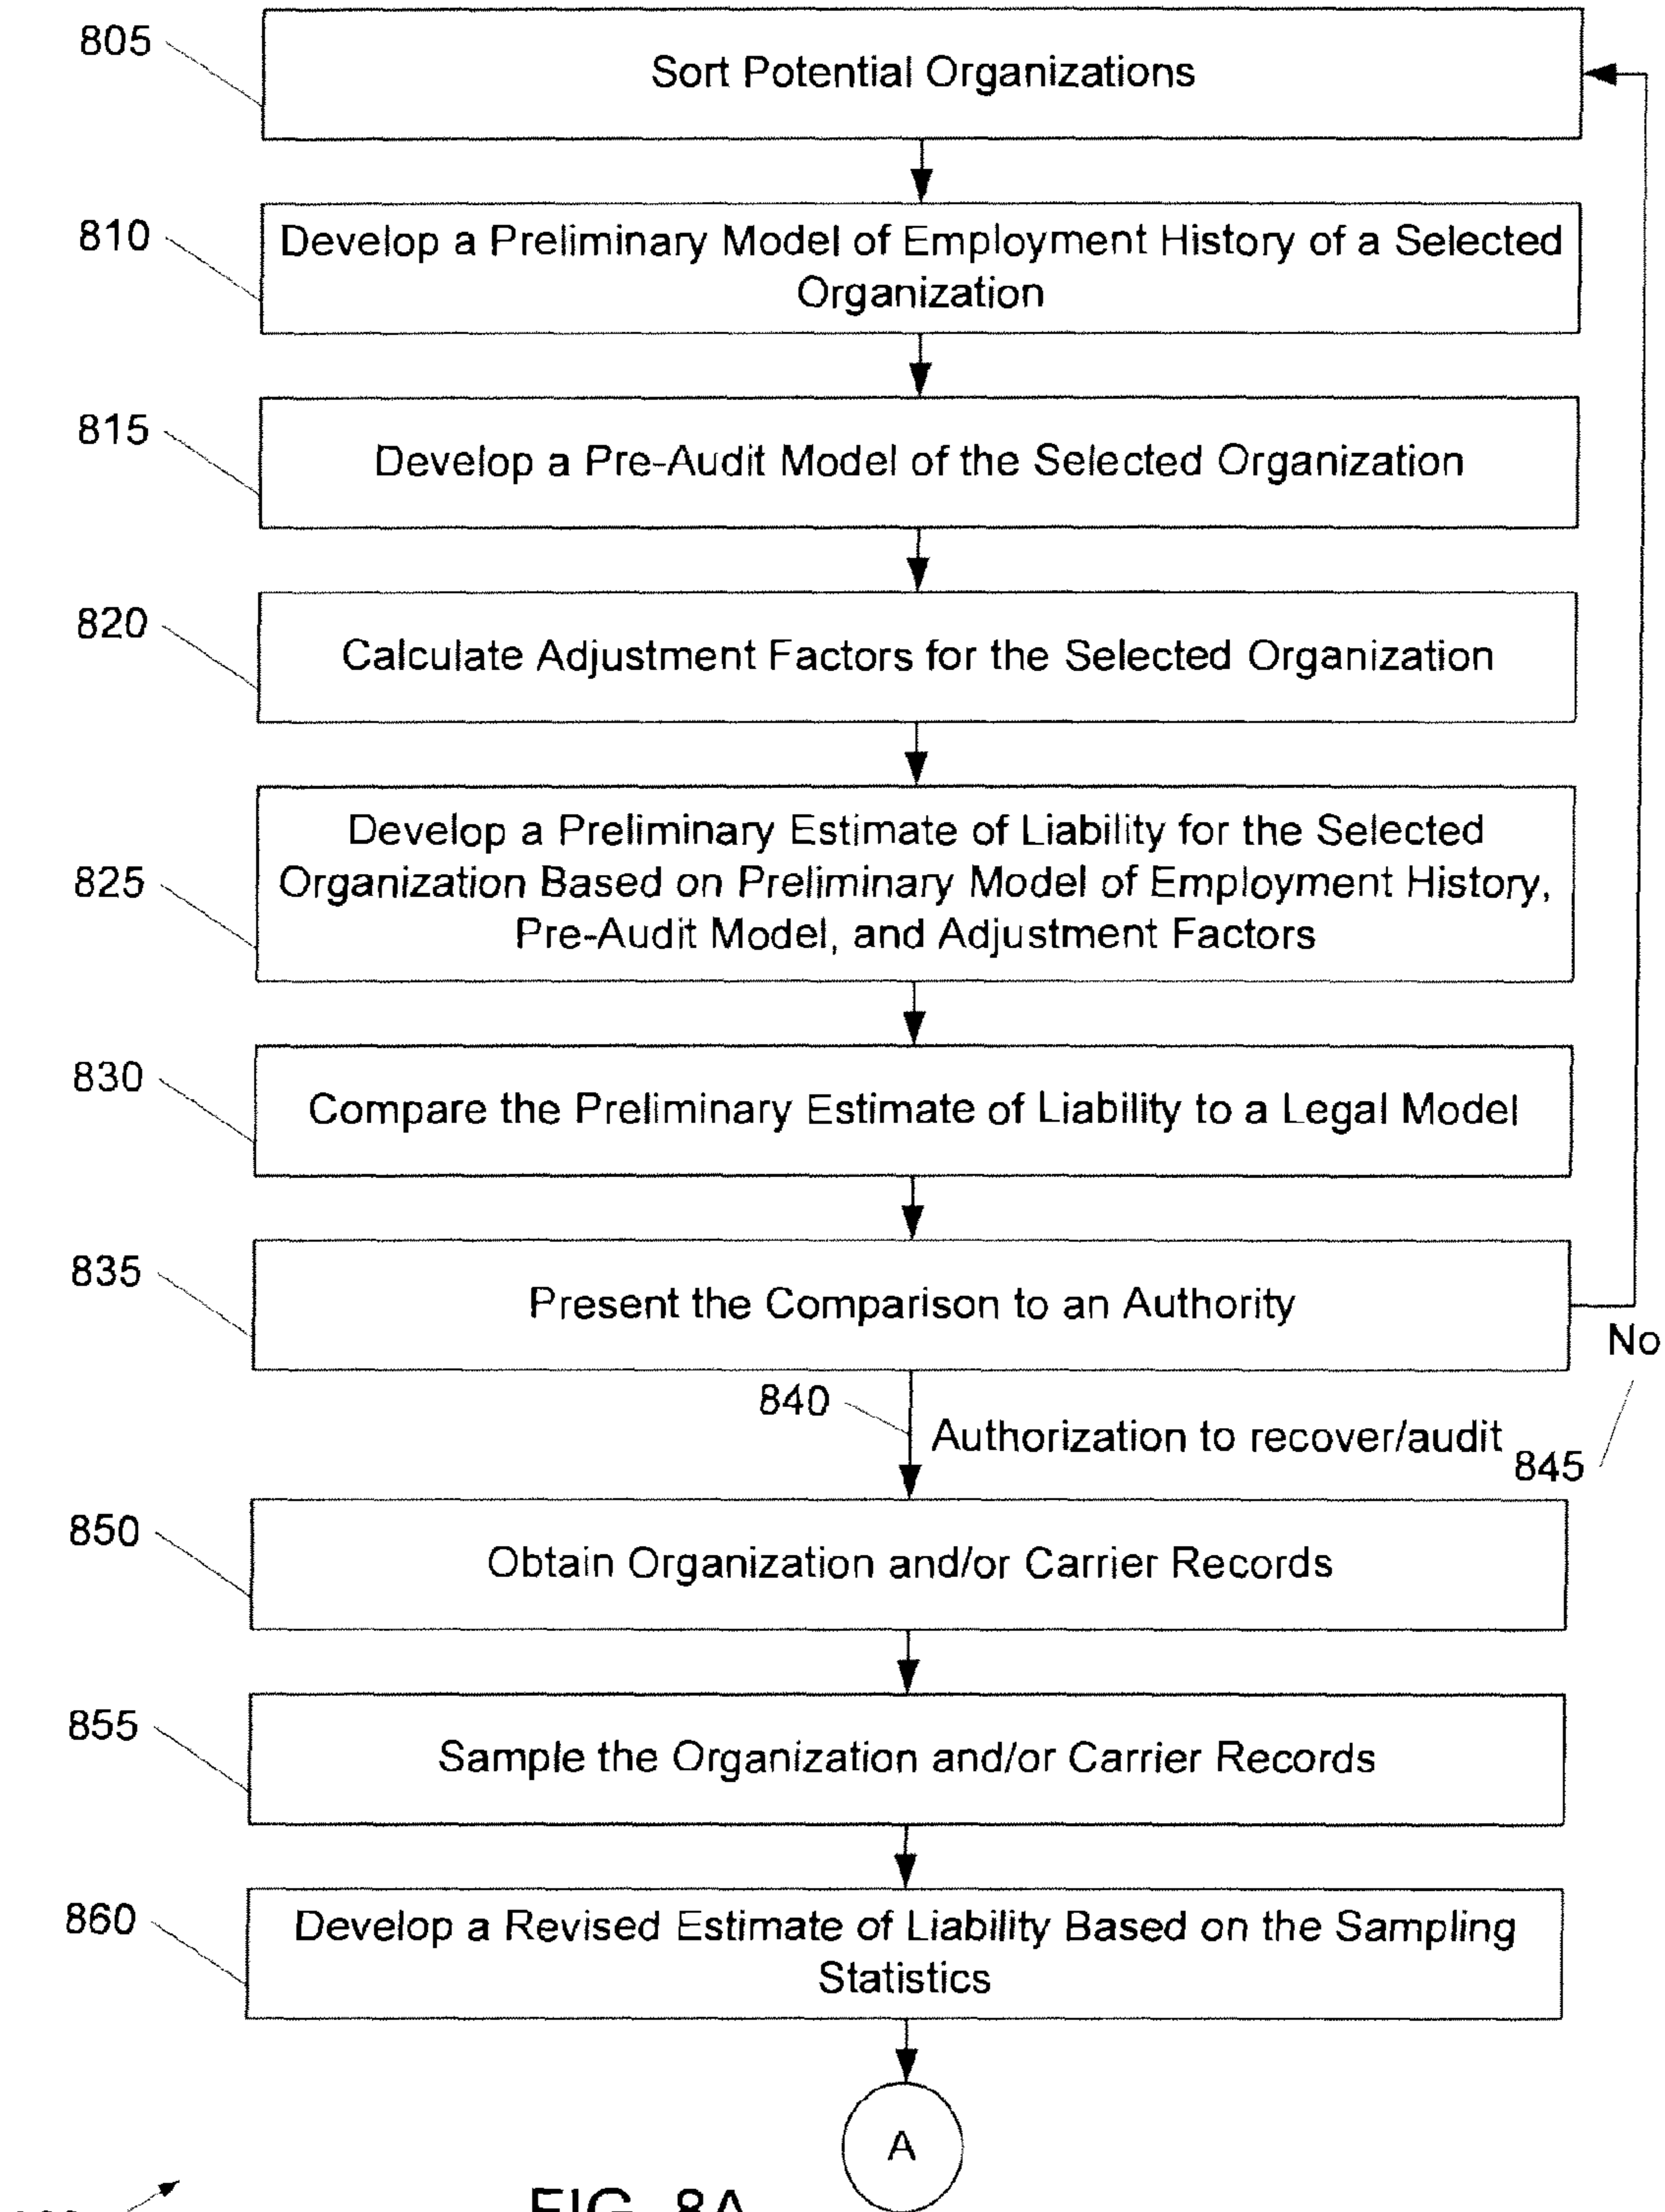 805
Sort Potential Organizations
810
Develop a Preliminary Model of Employment History of a Selected
Organization
815
Develop a Pre-Audit Model of the Selected Organization
820
Calculate Adjustment Factors for the Selected Organization
825
Develop a Preliminary Estimate of Liability for the Selected
Organization Based on Preliminary Model of Employment History,
Pre-Audit Model, and Adjustment Factors
830
Compare the Preliminary Estimate of Liability to a Legal Model
835
Present the Comparison to an Authority
No
840
Authorization to recover/audit
845
850
Obtain Organization and/or Carrier Records
855
Sample the Organization and/or Carrier Records
860
Develop a Revised Estimate of Liability Based on the Sampling
Statistics
A
FIG. 8A